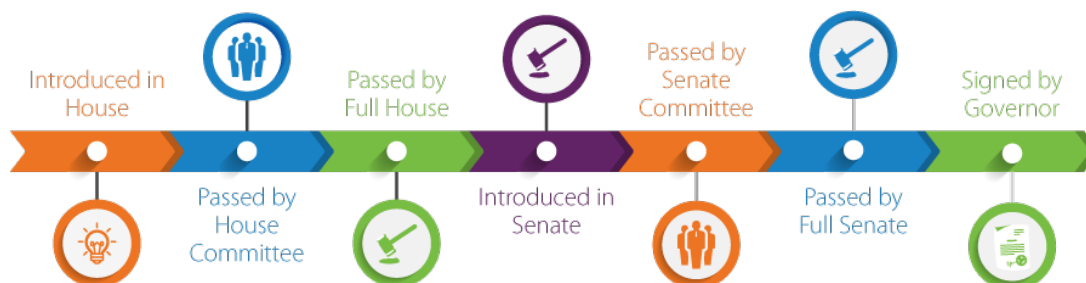 Introduced in
House
Passed by
House
Committee
Passed by
Full House
Introduced in
Senate
Passed by
Senate
Committee
Passed by
Full Senate
Signed by
Governor